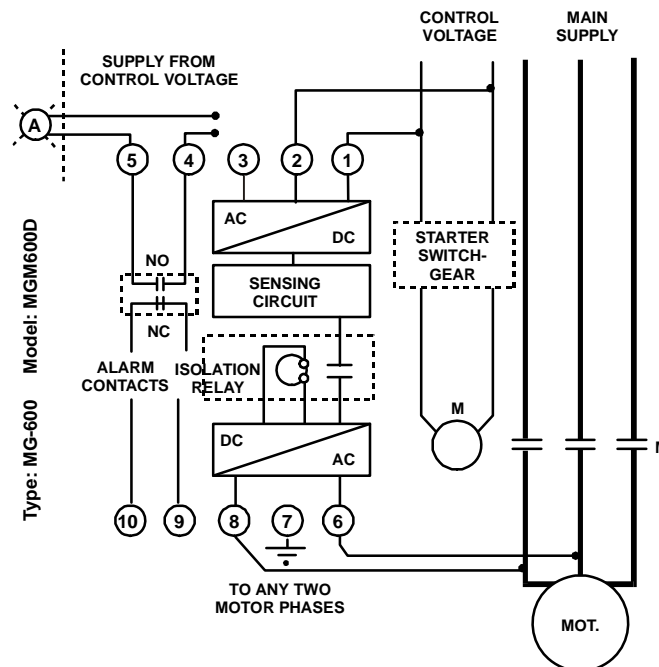 CONTROL
VOLTAGE
MAIN
SUPPLY
SUPPLY FROM
CONTROL VOLTAGE
A
5
4
3
2
1
AC
DC
STARTER
SWITCH-
GEAR
SENSING
CIRCUIT
NO
NC
ALARM
CONTACTS
ISOLATION
RELAY
M
DC
AC
10
9
8
7
6
TO ANY TWO
MOTOR PHASES
MOT.
Type: MG-600 Model: MGM600D